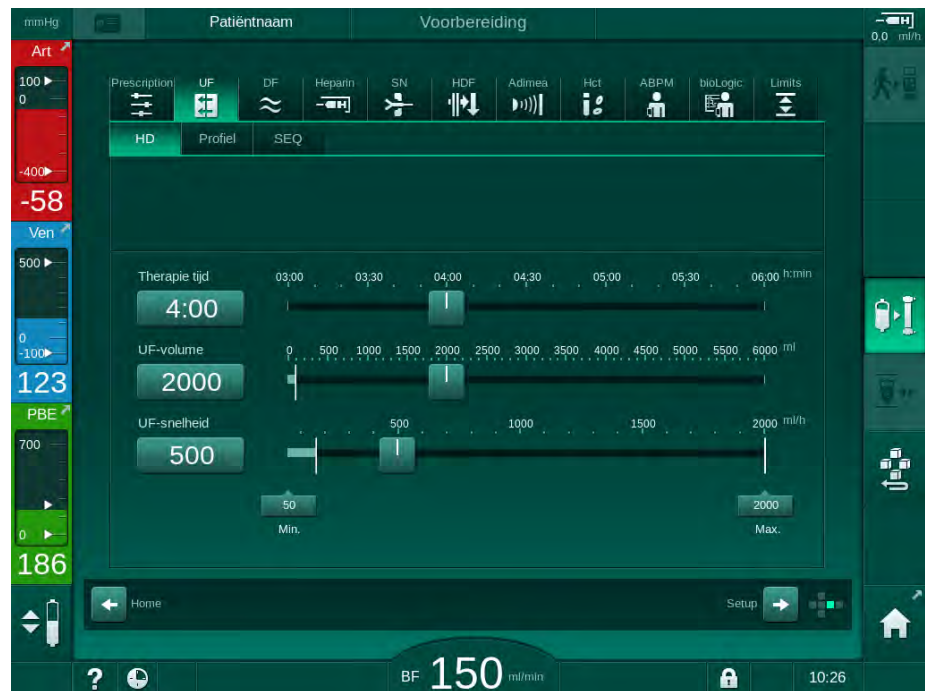 mmHg Patiëntnaam Voorbereiding
0,0 ml/h
Art
100
0
-400
-58
Ven
500
0
-100
123
PBE
700
0
186
Prescription UF DF Heparin SN HDF Adimea Hct ABPM bioLogic Limits
HD Profiel SEQ
Therapie tijd 03:00 03:30 04:00 04:30 05:00 05:30 06:00 h:min
4:00
UF-volume 0 500 1000 1500 2000 2500 3000 3500 4000 4500 5000 5500 6000 ml
2000
UF-snelheid 500 1000 1500 2000 ml/h
500
50 2000
Min. Max.
Home Setup
? BF 150 ml/min 10:26